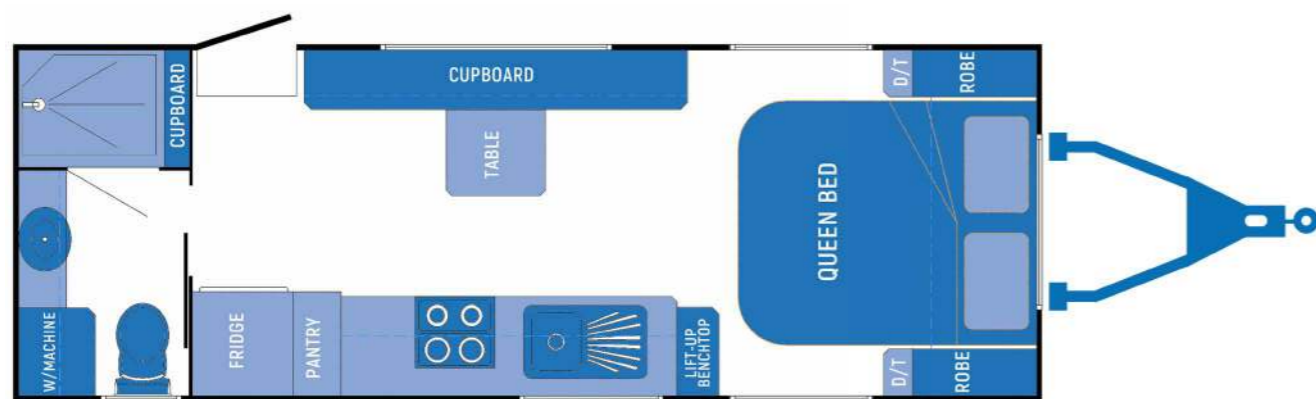 CUPBOARD
CUPBOARD
D/T
ROBE
TABLE
QUEEN BED
W/MACHINE
FRIDGE
PANTRY
LIFT-UP
BENCHTOP
D/T
ROBE